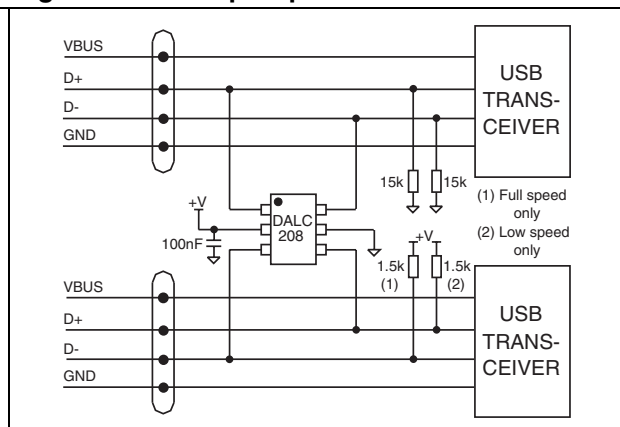 VBUS
D+
D-
GND
USB
TRANS-
CEIVER
15k
15k
(1) Full speed
only
(2) Low speed
only
+V
100nF
DALC
208
+V
1.5k
(1)
1.5k
(2)
VBUS
D+
D-
GND
USB
TRANS-
CEIVER